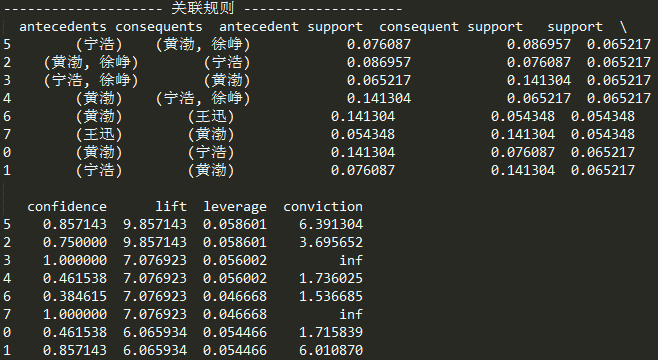 -------------------- 关联规则 --------------------
antecedents consequents antecedent support consequent support support \
5 (宁浩) (黄渤, 徐峥) 0.076087 0.086957 0.065217
2 (黄渤, 徐峥) (宁浩) 0.086957 0.076087 0.065217
3 (宁浩, 徐峥) (黄渤) 0.065217 0.141304 0.065217
4 (黄渤) (宁浩, 徐峥) 0.141304 0.065217 0.065217
6 (黄渤) (王迅) 0.141304 0.054348 0.054348
7 (王迅) (黄渤) 0.054348 0.141304 0.054348
0 (黄渤) (宁浩) 0.141304 0.076087 0.065217
1 (宁浩) (黄渤) 0.076087 0.141304 0.065217
confidence lift leverage conviction
5 0.857143 9.857143 0.058601 6.391304
2 0.750000 9.857143 0.058601 3.695652
3 1.000000 7.076923 0.056002 inf
4 0.461538 7.076923 0.056002 1.736025
6 0.384615 7.076923 0.046668 1.536685
7 1.000000 7.076923 0.046668 inf
0 0.461538 6.065934 0.054466 1.715839
1 0.857143 6.065934 0.054466 6.010870